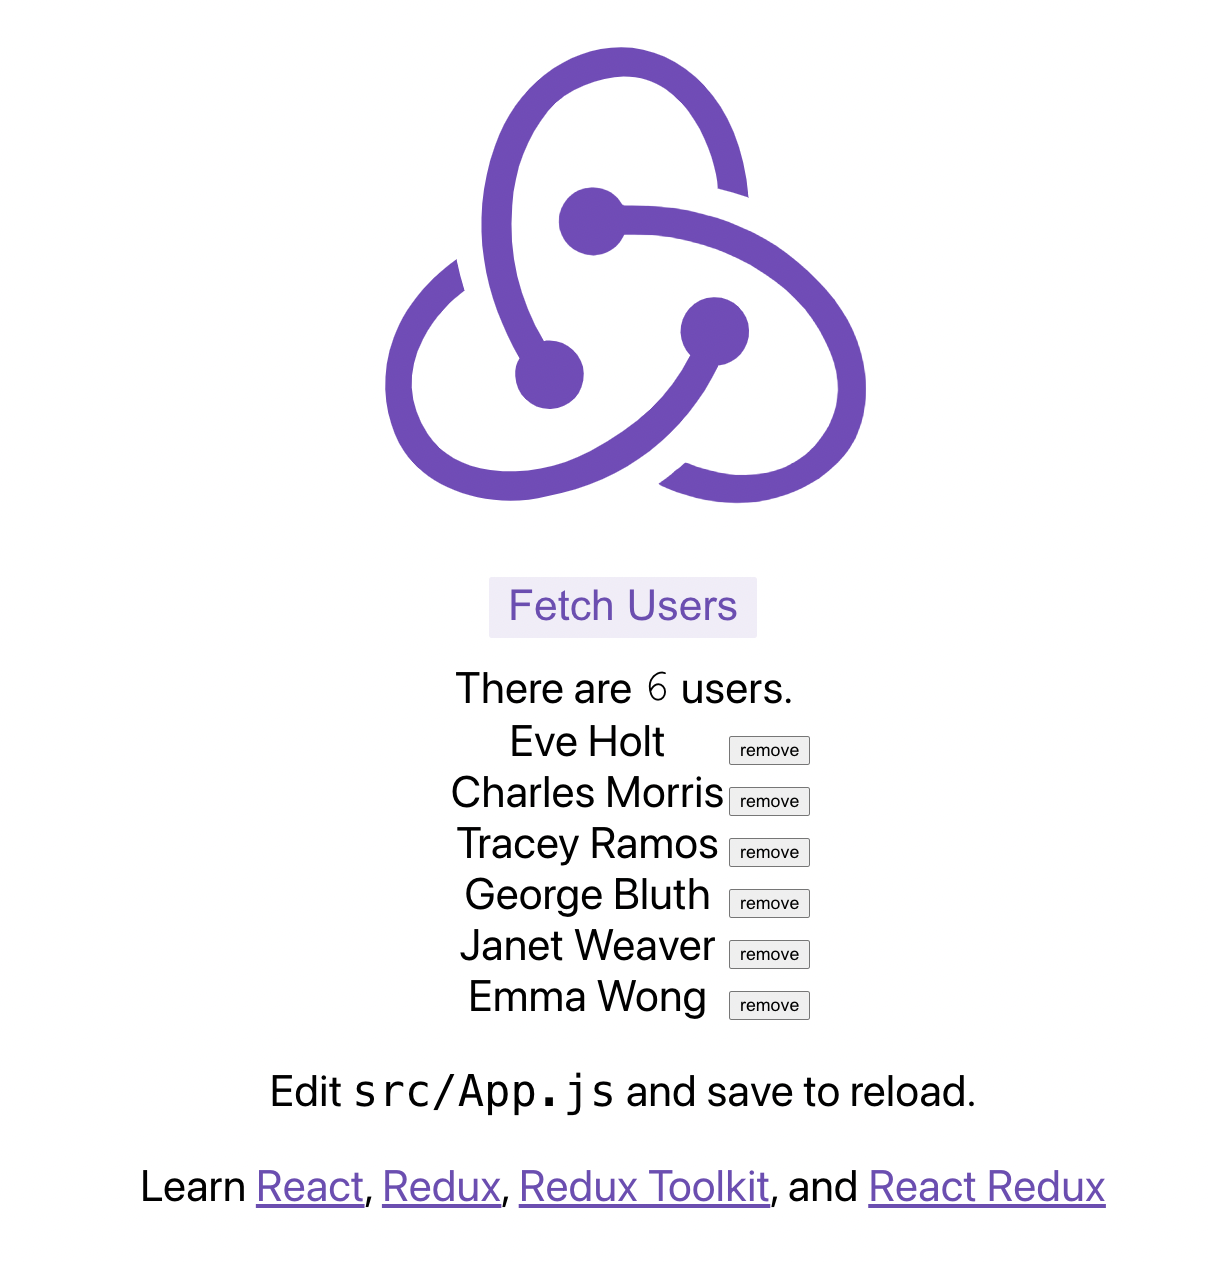 Fetch Users
There are 6 users.
Eve Holt remove
Charles Morris remove
Tracey Ramos remove
George Bluth remove
Janet Weaver remove
Emma Wong remove
Edit src/App.js and save to reload.
Learn React, Redux, Redux Toolkit, and React Redux